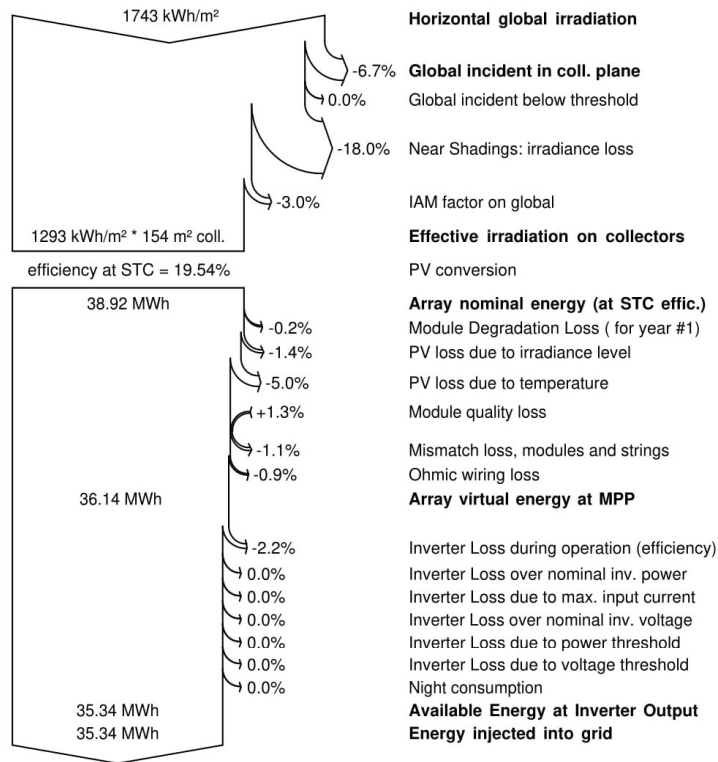 1743 kWh/m² Horizontal global irradiation
-6.7% Global incident in coll. plane
0.0% Global incident below threshold
-18.0% Near Shadings: irradiance loss
-3.0% IAM factor on global
1293 kWh/m² * 154 m² coll. Effective irradiation on collectors
efficiency at STC = 19.54% PV conversion
38.92 MWh Array nominal energy (at STC effic.)
-0.2% Module Degradation Loss ( for year #1)
-1.4% PV loss due to irradiance level
-5.0% PV loss due to temperature
+1.3% Module quality loss
-1.1% Mismatch loss, modules and strings
-0.9% Ohmic wiring loss
36.14 MWh Array virtual energy at MPP
-2.2% Inverter Loss during operation (efficiency)
0.0% Inverter Loss over nominal inv. power
0.0% Inverter Loss due to max. input current
0.0% Inverter Loss over nominal inv. voltage
0.0% Inverter Loss due to power threshold
0.0% Inverter Loss due to voltage threshold
0.0% Night consumption
35.34 MWh Available Energy at Inverter Output
35.34 MWh Energy injected into grid